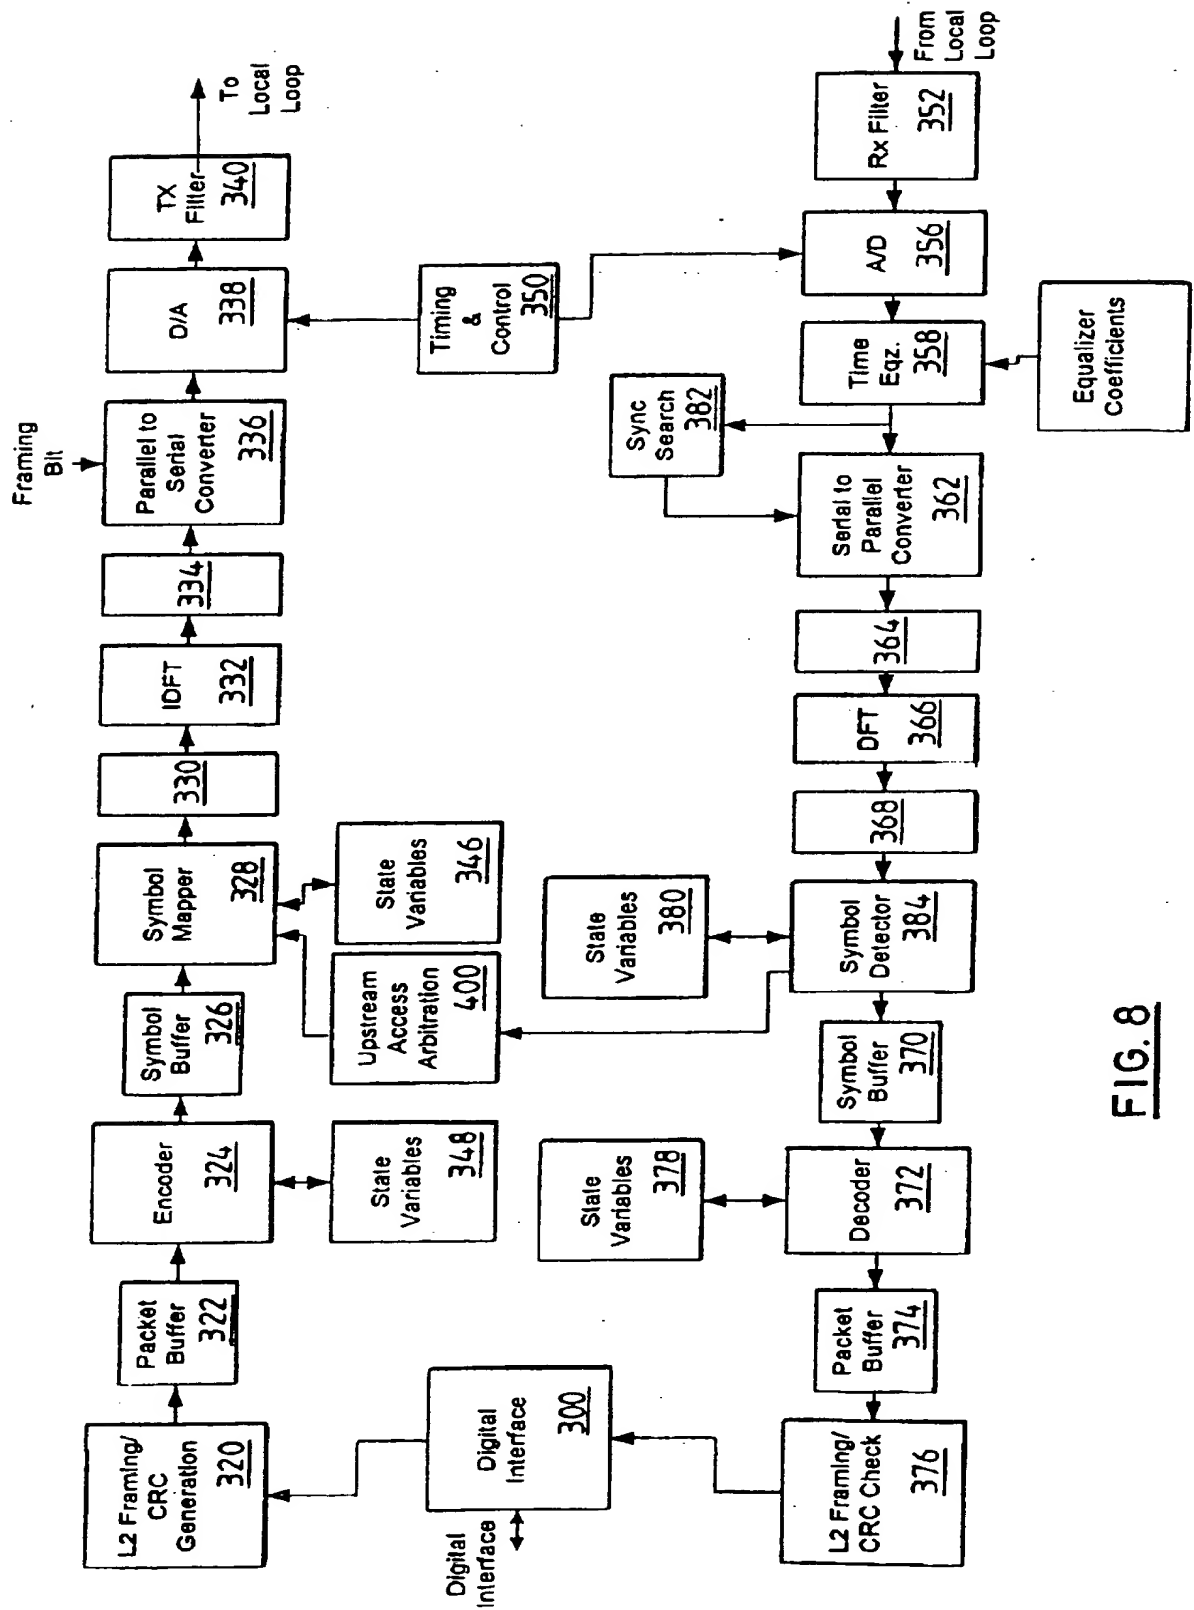 Framing
Bit
To
Local
Loop
L2 Framing/
CRC
Generation
320
Packet
Buffer
322
Encoder
324
Symbol
Buffer
326
Symbol
Mapper
328
330
IDFT
332
334
Parallel to
Serial
Converter
336
D/A
338
TX
Filter
340
State
Variables
348
Upstream
Access
Arbitration
400
State
Variables
346
Timing
&
Control
350
Digital
Interface
Digital
Interface
300
State
Variables
378
State
Variables
380
Sync
Search
382
L2 Framing/
CRC Check
376
Packet
Buffer
374
Decoder
372
Symbol
Buffer
370
Symbol
Detector
384
368
DFT
366
364
Serial to
Parallel
Converter
362
Time
Eqz.
358
A/D
356
Rx Filter
352
From
Local
Loop
Equalizer
Coefficients
FIG. 8